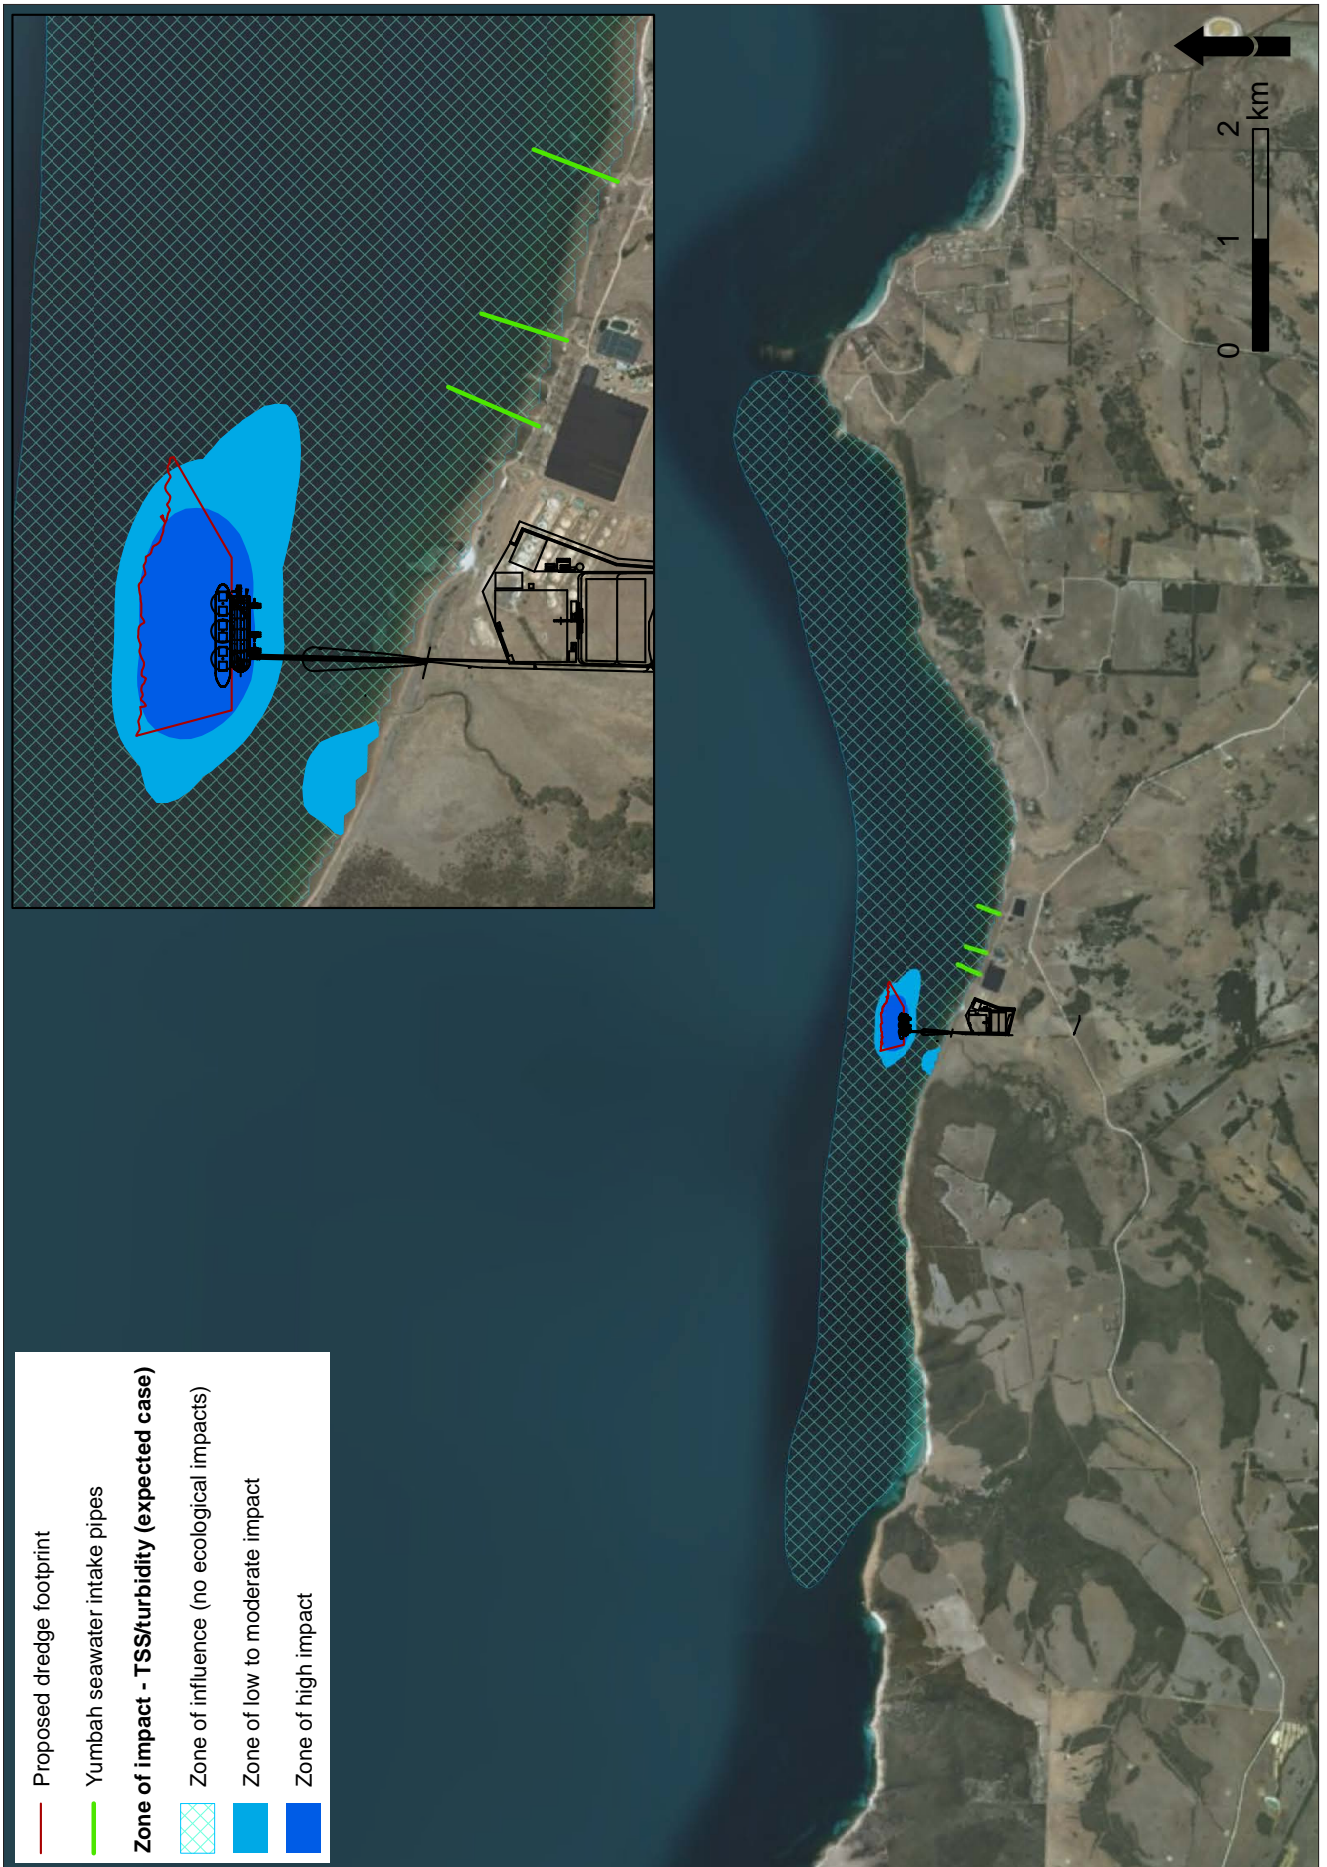 Proposed dredge footprint
Yumbah seawater intake pipes
Zone of impact - TSS/turbidity (expected case)
Zone of influence (no ecological impacts)
Zone of low to moderate impact
Zone of high impact
0 1 2
km